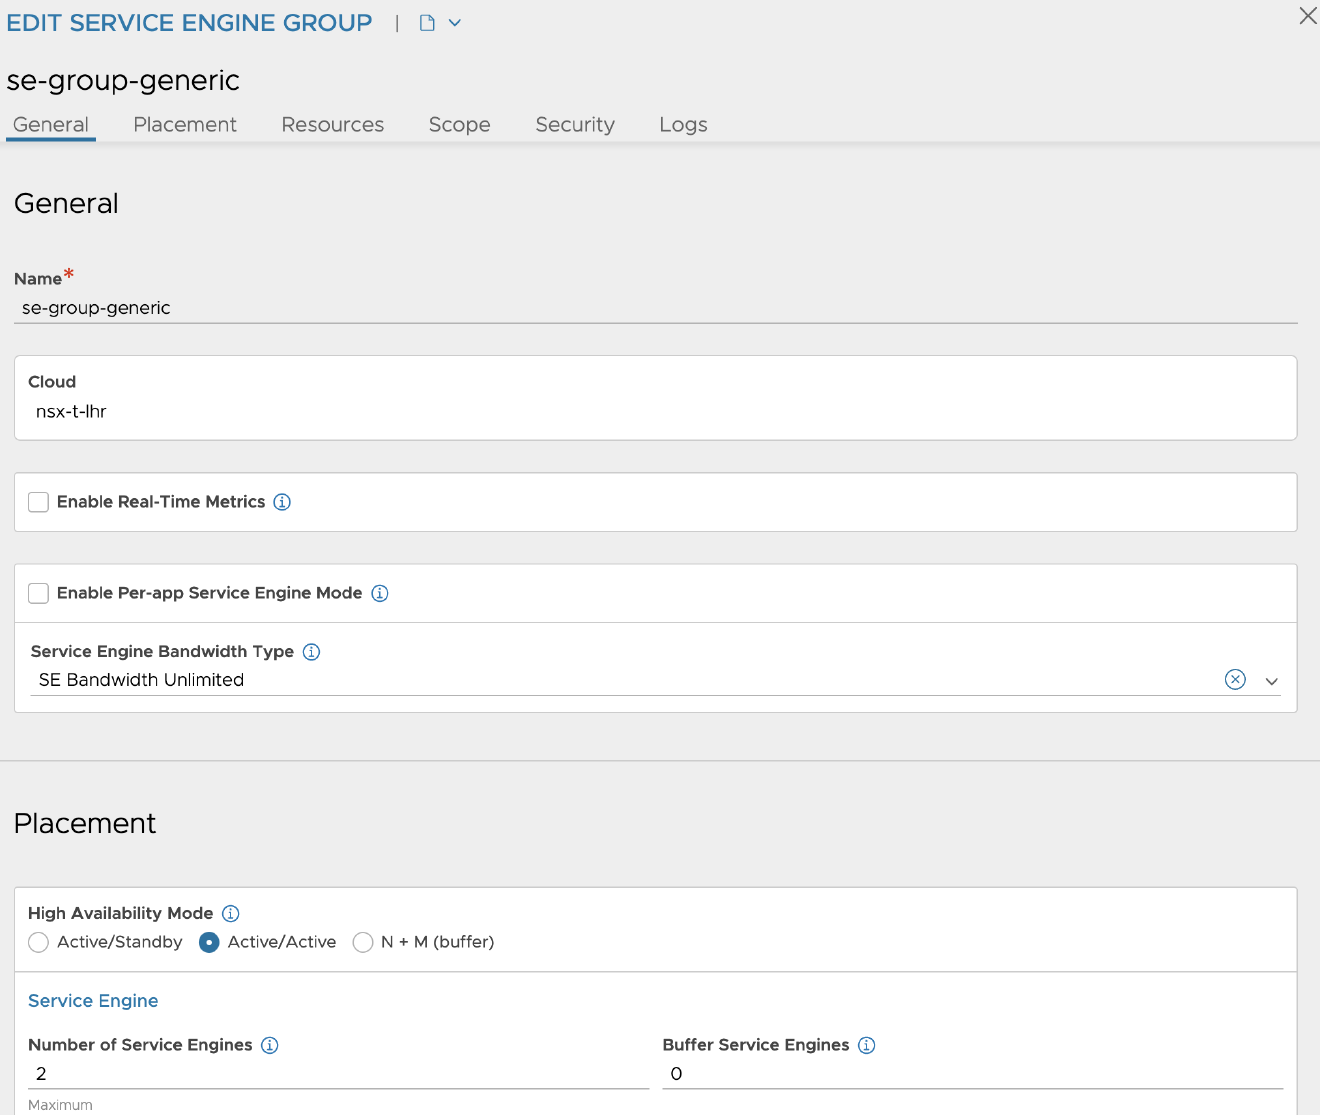 EDIT SERVICE ENGINE GROUP |
se-group-generic
General Placement Resources Scope Security Logs
General
Name*
se-group-generic
Cloud
nsx-t-lhr
Enable Real-Time Metrics
Enable Per-app Service Engine Mode
Service Engine Bandwidth Type
SE Bandwidth Unlimited
Placement
High Availability Mode
Active/Standby Active/Active N + M (buffer)
Service Engine
Number of Service Engines Buffer Service Engines
2 0
Maximum